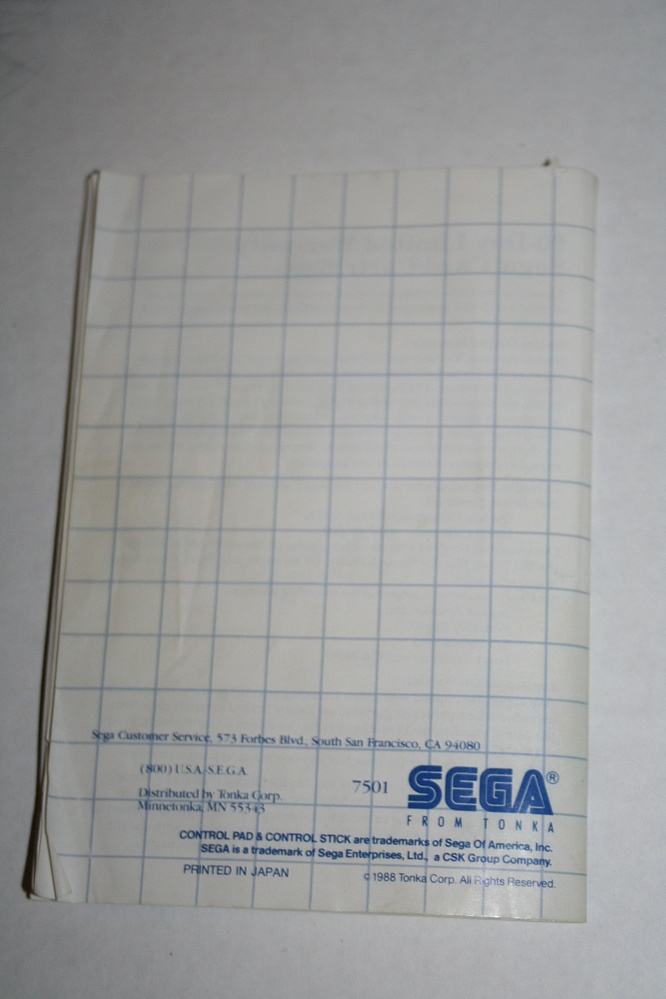 Sega Customer Service, 573 Forbes Blvd., South San Francisco, CA 94080
(800) U.S.A.-S.E.G.A.
Distributed by Tonka Corp.
Minnetonka, MN 55343
7501
SEGA®
FROM TONKA
CONTROL PAD & CONTROL STICK are trademarks of Sega Of America, Inc.
SEGA is a trademark of Sega Enterprises, Ltd., a CSK Group Company.
PRINTED IN JAPAN
© 1988 Tonka Corp. All Rights Reserved.